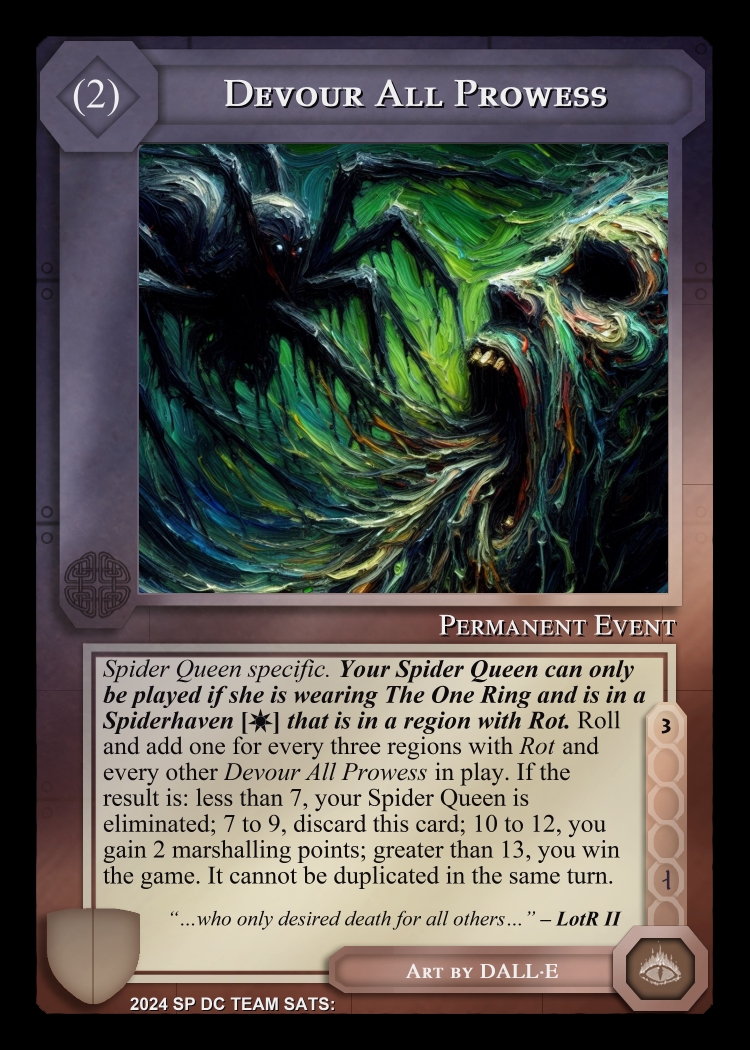 (2)
Devour All Prowess
Permanent Event
Spider Queen specific. Your Spider Queen can only
be played if she is wearing The One Ring and is in a
Spiderhaven [☀] that is in a region with Rot. Roll
and add one for every three regions with Rot and
every other Devour All Prowess in play. If the
result is: less than 7, your Spider Queen is
eliminated; 7 to 9, discard this card; 10 to 12, you
gain 2 marshalling points; greater than 13, you win
the game. It cannot be duplicated in the same turn.
3
“…who only desired death for all others…” – LotR II
Art by DALL·E
2024 SP DC TEAM SATS: